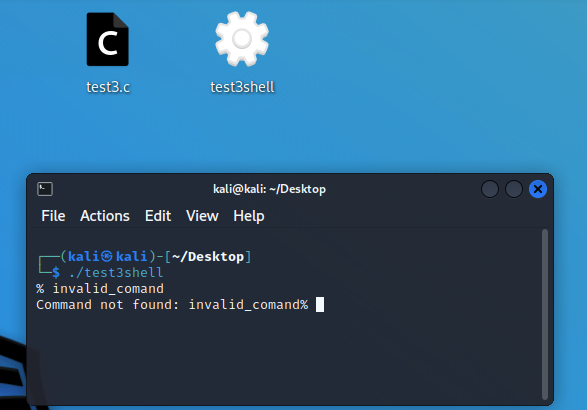 C
test3.c
test3shell
kali@kali: ~/Desktop
File Actions Edit View Help
┌──(kali㉿kali)-[~/Desktop]
└─$ ./test3shell
% invalid_comand
Command not found: invalid_comand%